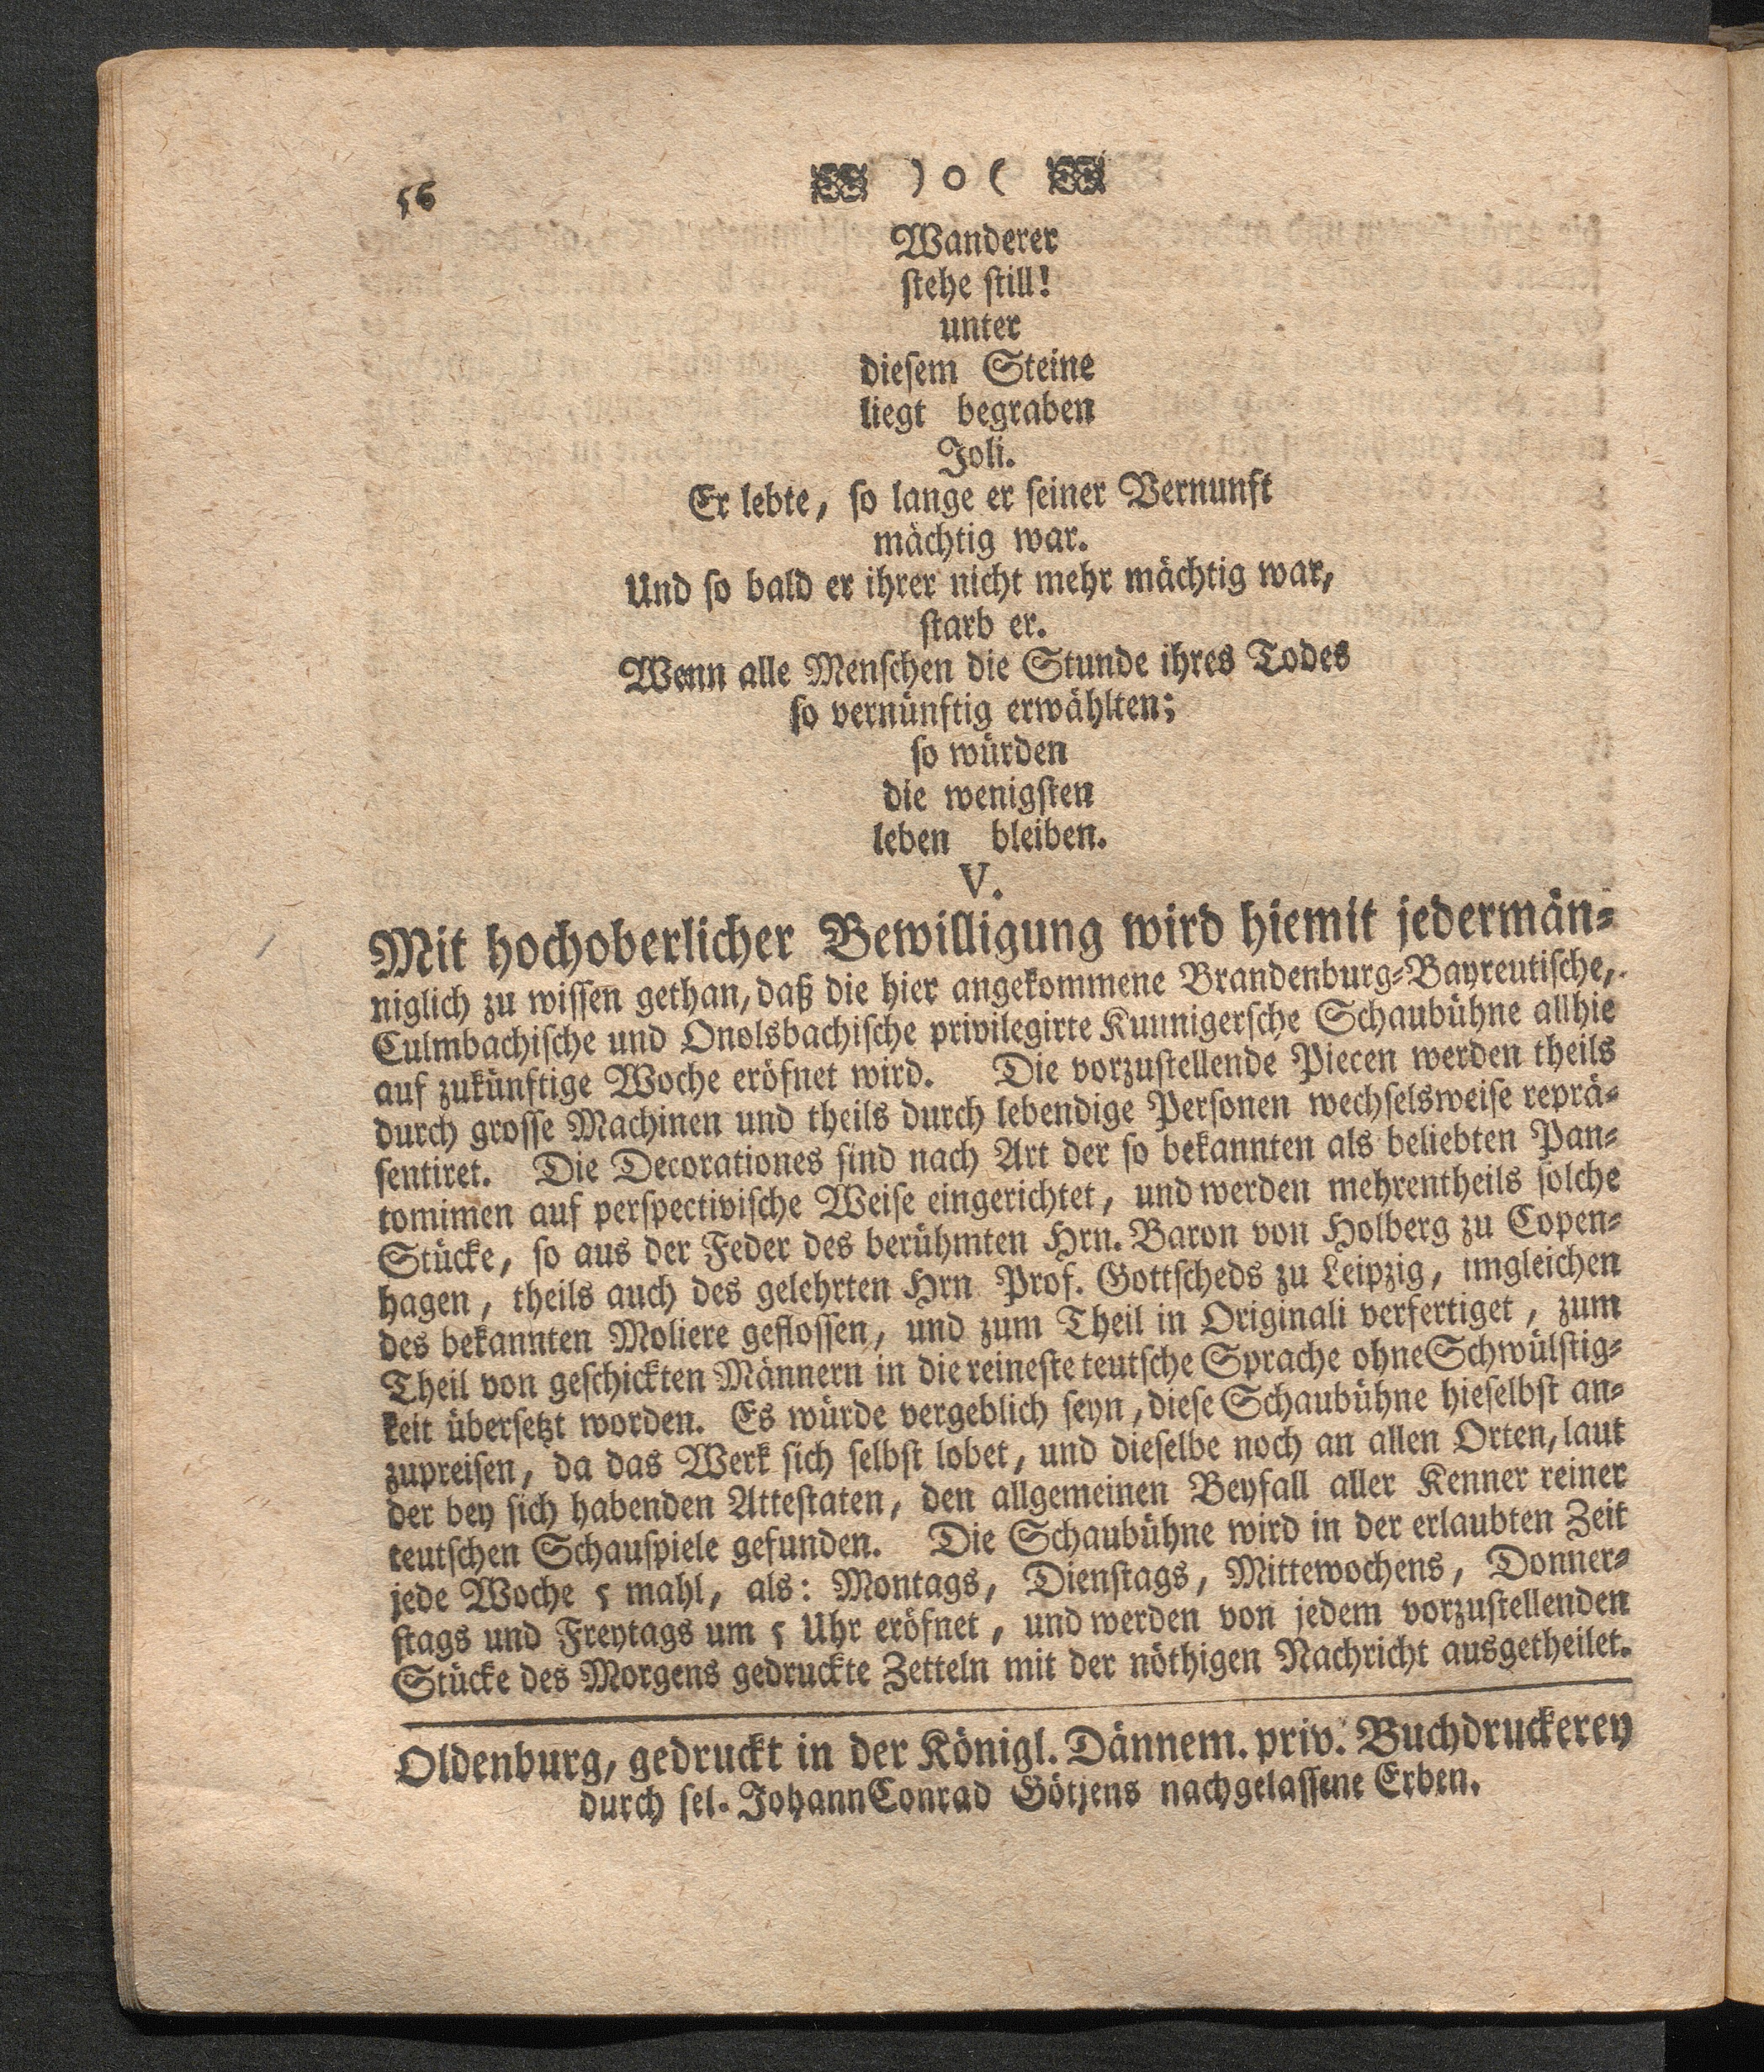 56 ) o (
Wanderer
stehe still!
unter
diesem Steine
liegt begraben
Joli.
Er lebte, so lange er seiner Vernunft
mächtig war.
Und so bald er ihrer nicht mehr mächtig war,
starb er.
Wenn alle Menschen die Stunde ihres Todes
so vernünftig erwählten;
so würden
die wenigsten
leben bleiben.
V.
Mit hochoberlicher Bewilligung wird hiemit jedermän-
niglich zu wissen gethan, daß die hier angekommene Brandenburg-Bayreutische,
Culmbachische und Onolsbachische privilegirte Kunnigersche Schaubühne allhie
auf zukünftige Woche eröfnet wird. Die vorzustellende Piecen werden theils
durch grosse Machinen und theils durch lebendige Personen wechselsweise reprä-
sentiret. Die Decorationes sind nach Art der so bekannten als beliebten Pan-
tomimen auf perspectivische Weise eingerichtet, und werden mehrentheils solche
Stücke, so aus der Feder des berühmten Hrn. Baron von Holberg zu Copen-
hagen, theils auch des gelehrten Hrn Prof. Gottscheds zu Leipzig, imgleichen
des bekannten Moliere geflossen, und zum Theil in Originali verfertiget, zum
Theil von geschickten Männern in die reineste teutsche Sprache ohne Schwülstig-
keit übersetzt worden. Es würde vergeblich seyn, diese Schaubühne hieselbst an-
zupreisen, da das Werk sich selbst lobet, und dieselbe noch an allen Orten, laut
der bey sich habenden Attestaten, den allgemeinen Beyfall aller Kenner reiner
teutschen Schauspiele gefunden. Die Schaubühne wird in der erlaubten Zeit
jede Woche 5 mahl, als: Montags, Dienstags, Mittewochens, Donner-
stags und Freytags um 5 Uhr eröfnet, und werden von jedem vorzustellenden
Stücke des Morgens gedruckte Zetteln mit der nöthigen Nachricht ausgetheilet.
Oldenburg, gedruckt in der Königl. Dännem. priv. Buchdruckerey
durch sel. Johann Conrad Götjens nachgelassene Erben.